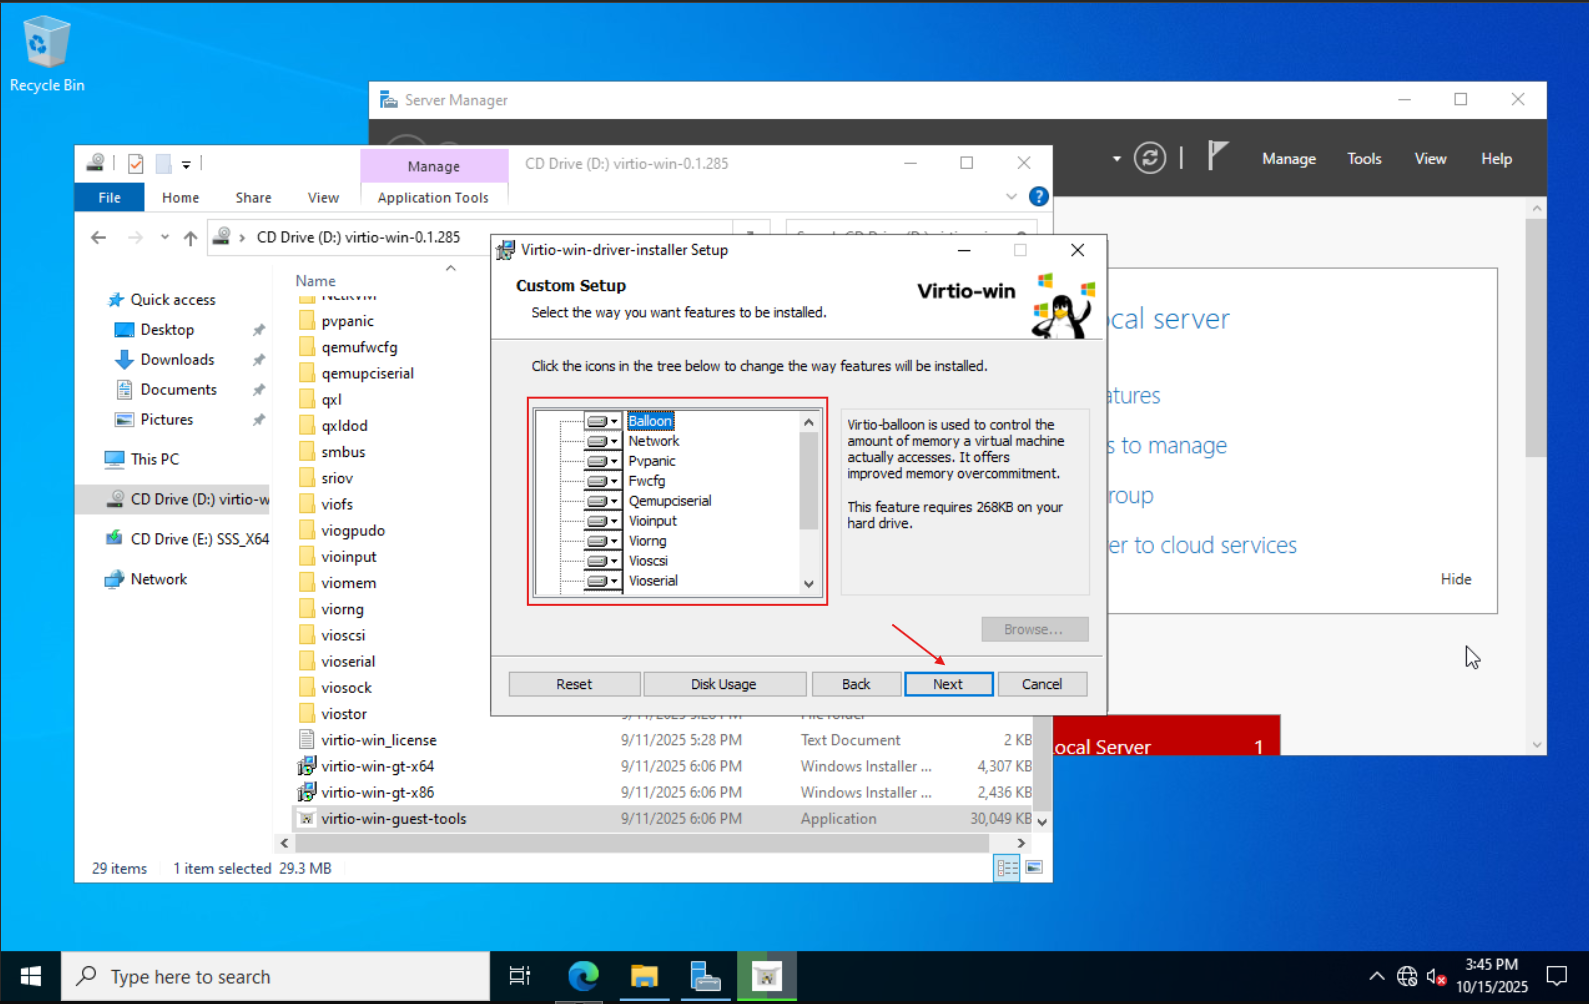 Recycle Bin
Server Manager
Manage
Tools
View
Help
Manage
CD Drive (D:) virtio-win-0.1.285
File
Home
Share
View
Application Tools
CD Drive (D:) virtio-win-0.1.285
Quick access
Desktop
Downloads
Documents
Pictures
This PC
CD Drive (D:) virtio-w
CD Drive (E:) SSS_X64
Network
Name
pvpanic
qemufwcfg
qemupciserial
qxl
qxldod
smbus
sriov
viofs
viogpudo
vioinput
viomem
viorng
vioscsi
vioserial
viosock
viostor
virtio-win_license 9/11/2025 5:28 PM Text Document 2 KB
virtio-win-gt-x64 9/11/2025 6:06 PM Windows Installer ... 4,307 KB
virtio-win-gt-x86 9/11/2025 6:06 PM Windows Installer ... 2,436 KB
virtio-win-guest-tools 9/11/2025 6:06 PM Application 30,049 KB
29 items 1 item selected 29.3 MB
Virtio-win-driver-installer Setup
Custom Setup
Select the way you want features to be installed.
Virtio-win
Click the icons in the tree below to change the way features will be installed.
Balloon
Network
Pvpanic
Fwcfg
Qemupciserial
Vioinput
Viorng
Vioscsi
Vioserial
Virtio-balloon is used to control the
amount of memory a virtual machine
actually accesses. It offers
improved memory overcommitment.
This feature requires 268KB on your
hard drive.
Browse...
Reset
Disk Usage
Back
Next
Cancel
cal server
atures
s to manage
roup
er to cloud services
Hide
ocal Server 1
Type here to search
3:45 PM
10/15/2025